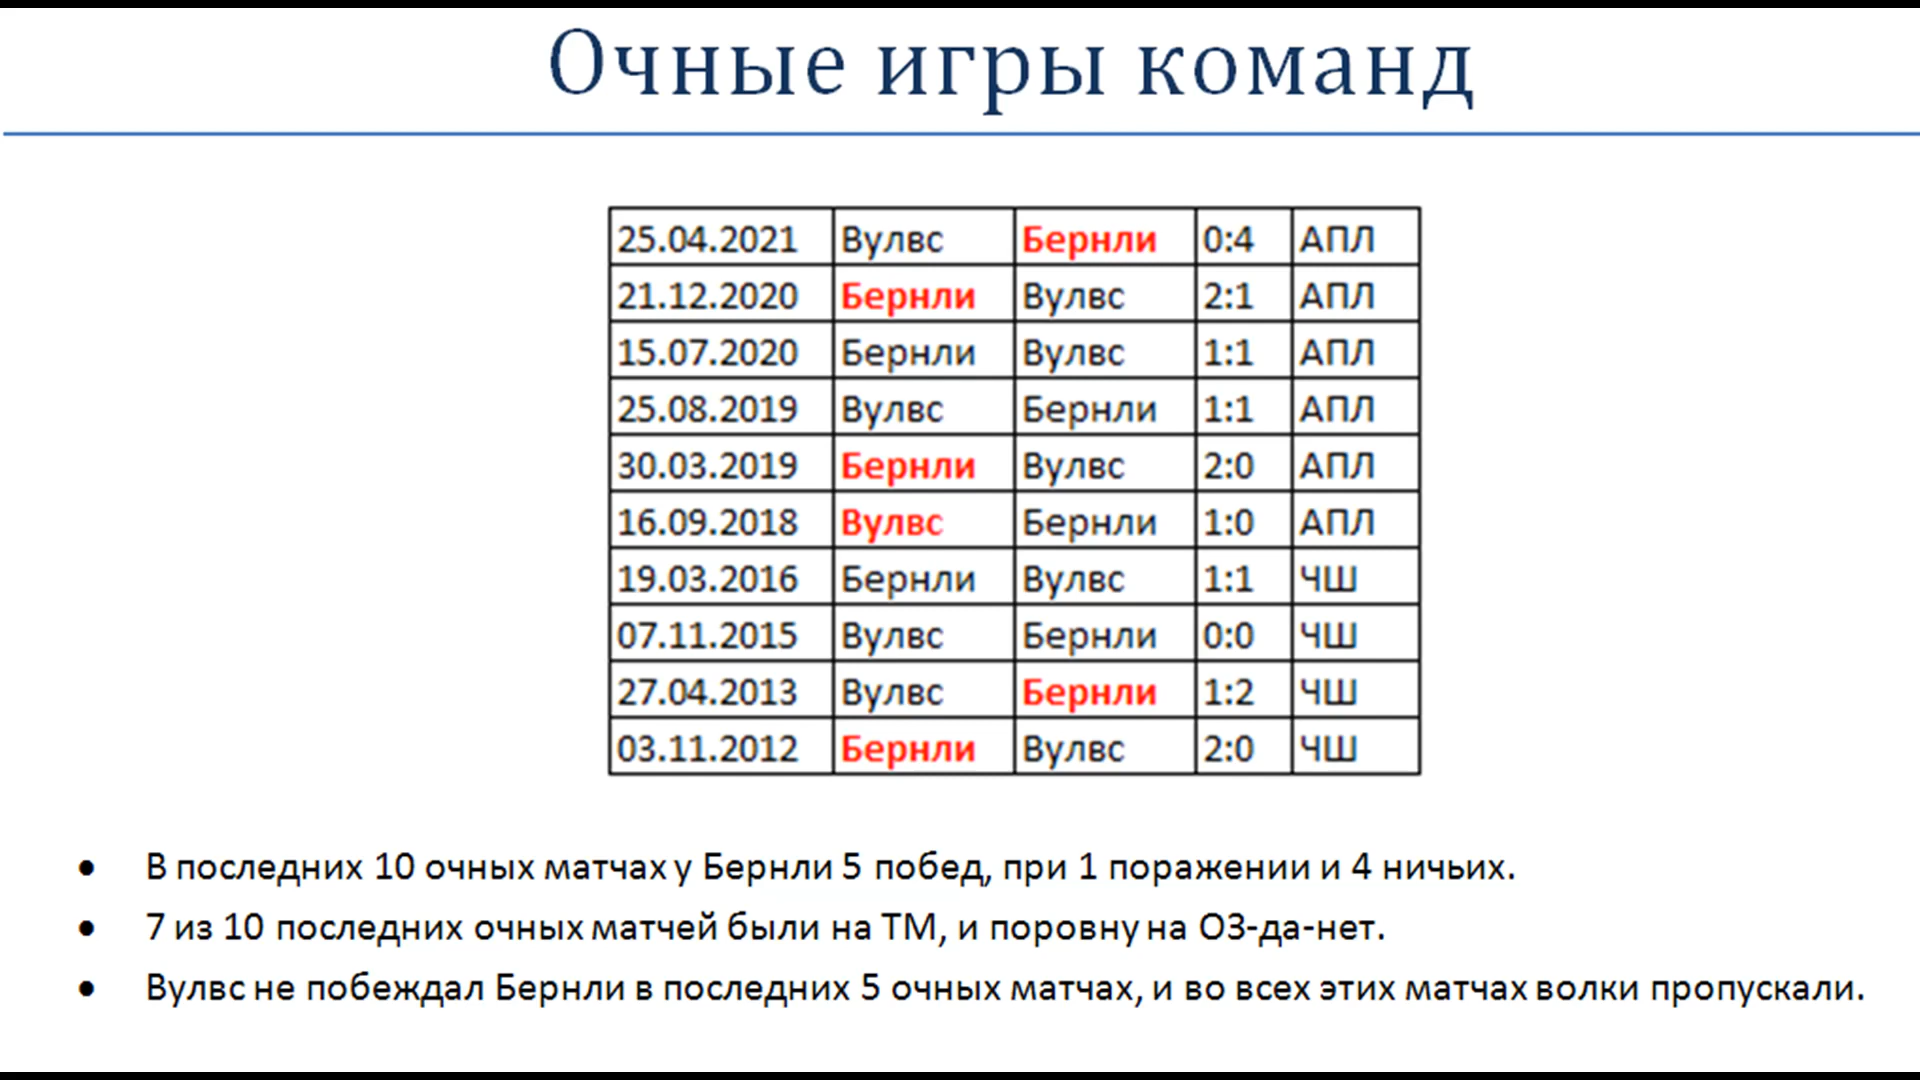 Очные игры команд
25.04.2021 Вулвс Бернли 0:4 АПЛ
21.12.2020 Бернли Вулвс 2:1 АПЛ
15.07.2020 Бернли Вулвс 1:1 АПЛ
25.08.2019 Вулвс Бернли 1:1 АПЛ
30.03.2019 Бернли Вулвс 2:0 АПЛ
16.09.2018 Вулвс Бернли 1:0 АПЛ
19.03.2016 Бернли Вулвс 1:1 ЧШ
07.11.2015 Вулвс Бернли 0:0 ЧШ
27.04.2013 Вулвс Бернли 1:2 ЧШ
03.11.2012 Бернли Вулвс 2:0 ЧШ
• В последних 10 очных матчах у Бернли 5 побед, при 1 поражении и 4 ничьих.
• 7 из 10 последних очных матчей были на ТМ, и поровну на ОЗ-да-нет.
• Вулвс не побеждал Бернли в последних 5 очных матчах, и во всех этих матчах волки пропускали.